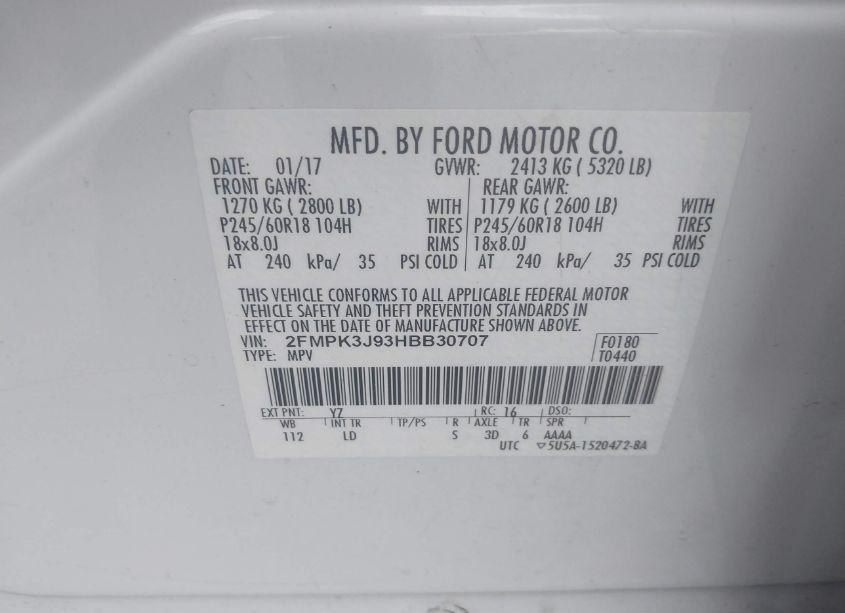 MFD. BY FORD MOTOR CO.
DATE: 01/17 GVWR: 2413 KG ( 5320 LB)
FRONT GAWR: REAR GAWR:
1270 KG ( 2800 LB) WITH 1179 KG ( 2600 LB) WITH
P245/60R18 104H TIRES P245/60R18 104H TIRES
18x8.0J RIMS 18x8.0J RIMS
AT 240 kPa/ 35 PSI COLD AT 240 kPa/ 35 PSI COLD
THIS VEHICLE CONFORMS TO ALL APPLICABLE FEDERAL MOTOR
VEHICLE SAFETY AND THEFT PREVENTION STANDARDS IN
EFFECT ON THE DATE OF MANUFACTURE SHOWN ABOVE.
VIN: 2FMPK3J93HBB30707 F0180
TYPE: MPV T0440
EXT PNT: YZ RC: 16 DSO:
WB INT TR TP/PS R AXLE TR SPR
112 LD S 3D 6 AAAA
UTC ▽5U5A-1520472-BA